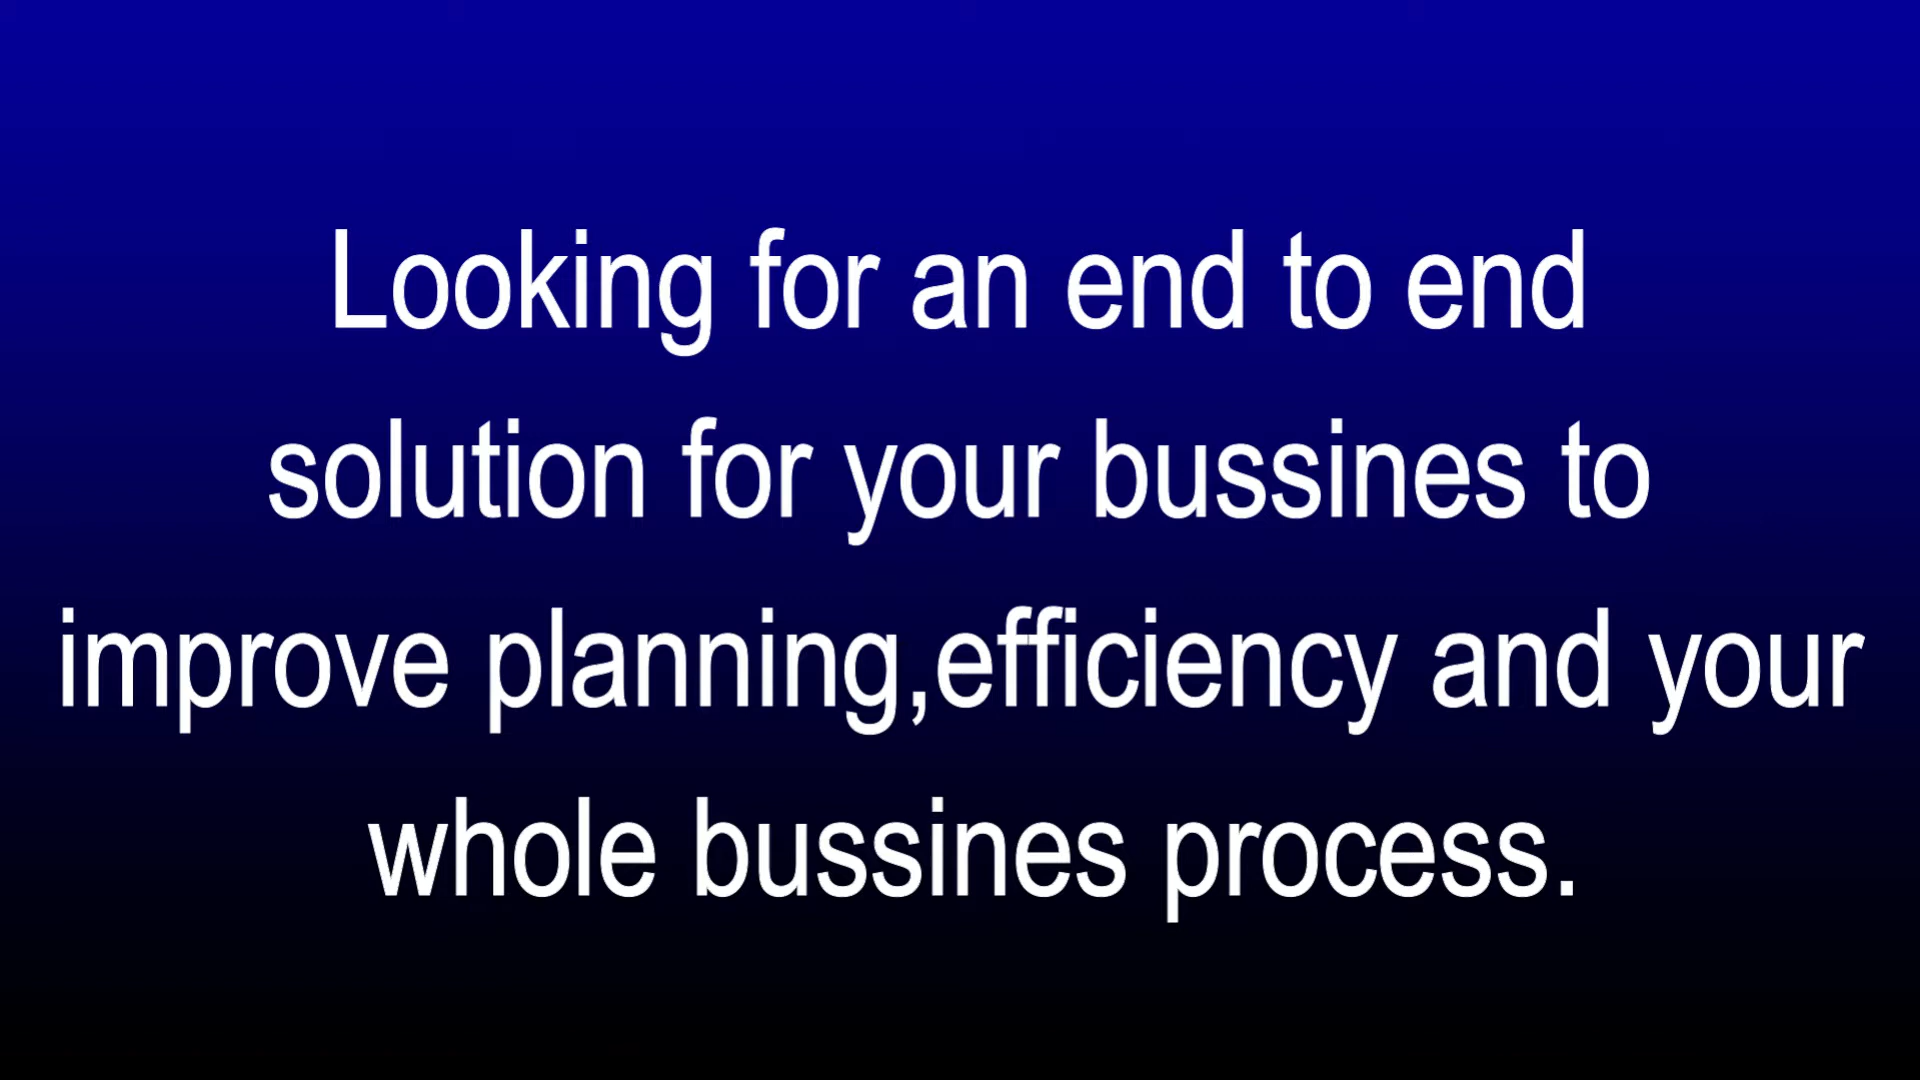 Looking for an end to end
solution for your bussines to
improve planning,efficiency and your
whole bussines process.